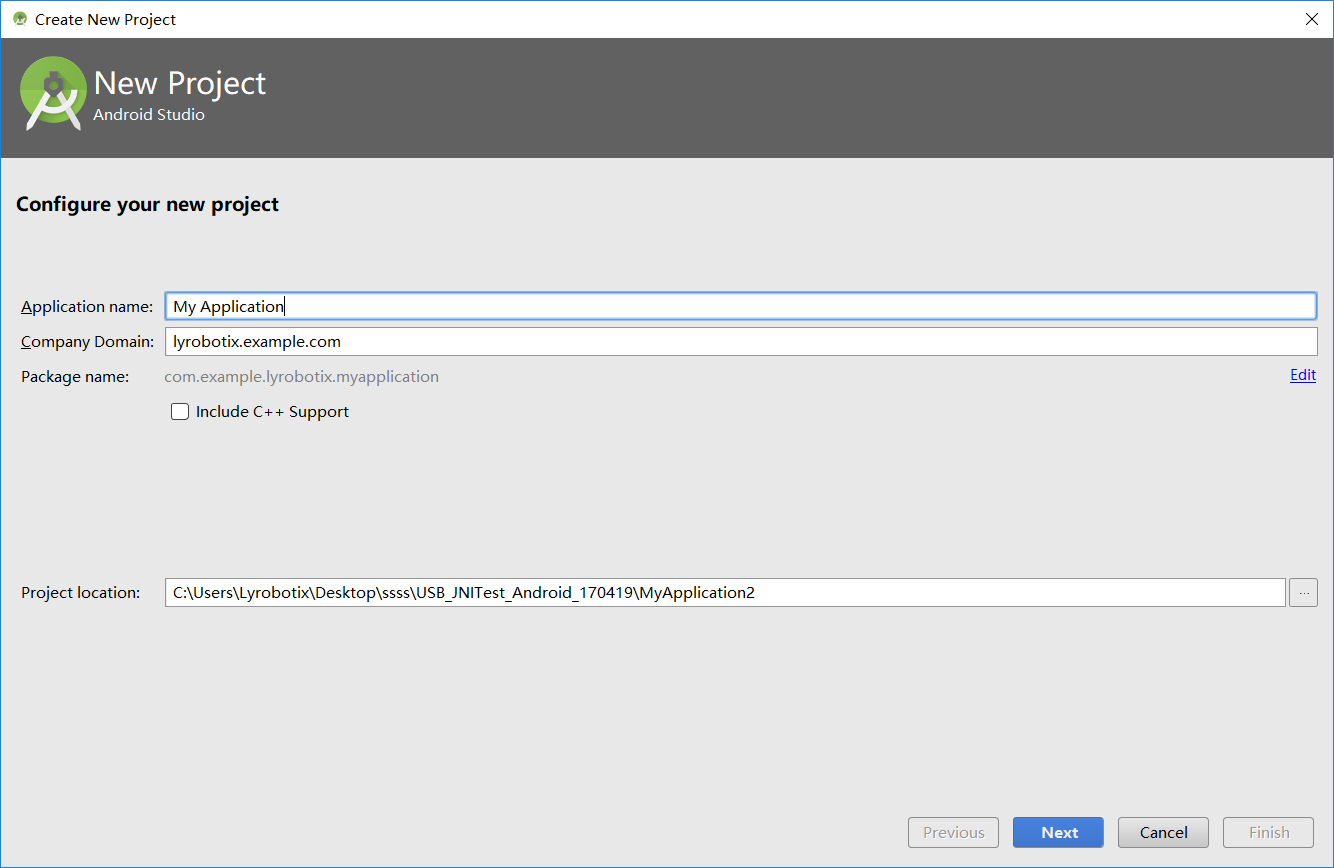 Create New Project
New Project
Android Studio
Configure your new project
Application name: My Application
Company Domain: lyrobotix.example.com
Package name: com.example.lyrobotix.myapplication Edit
Include C++ Support
Project location: C:\Users\Lyrobotix\Desktop\ssss\USB_JNITest_Android_170419\MyApplication2 ...
Previous Next Cancel Finish